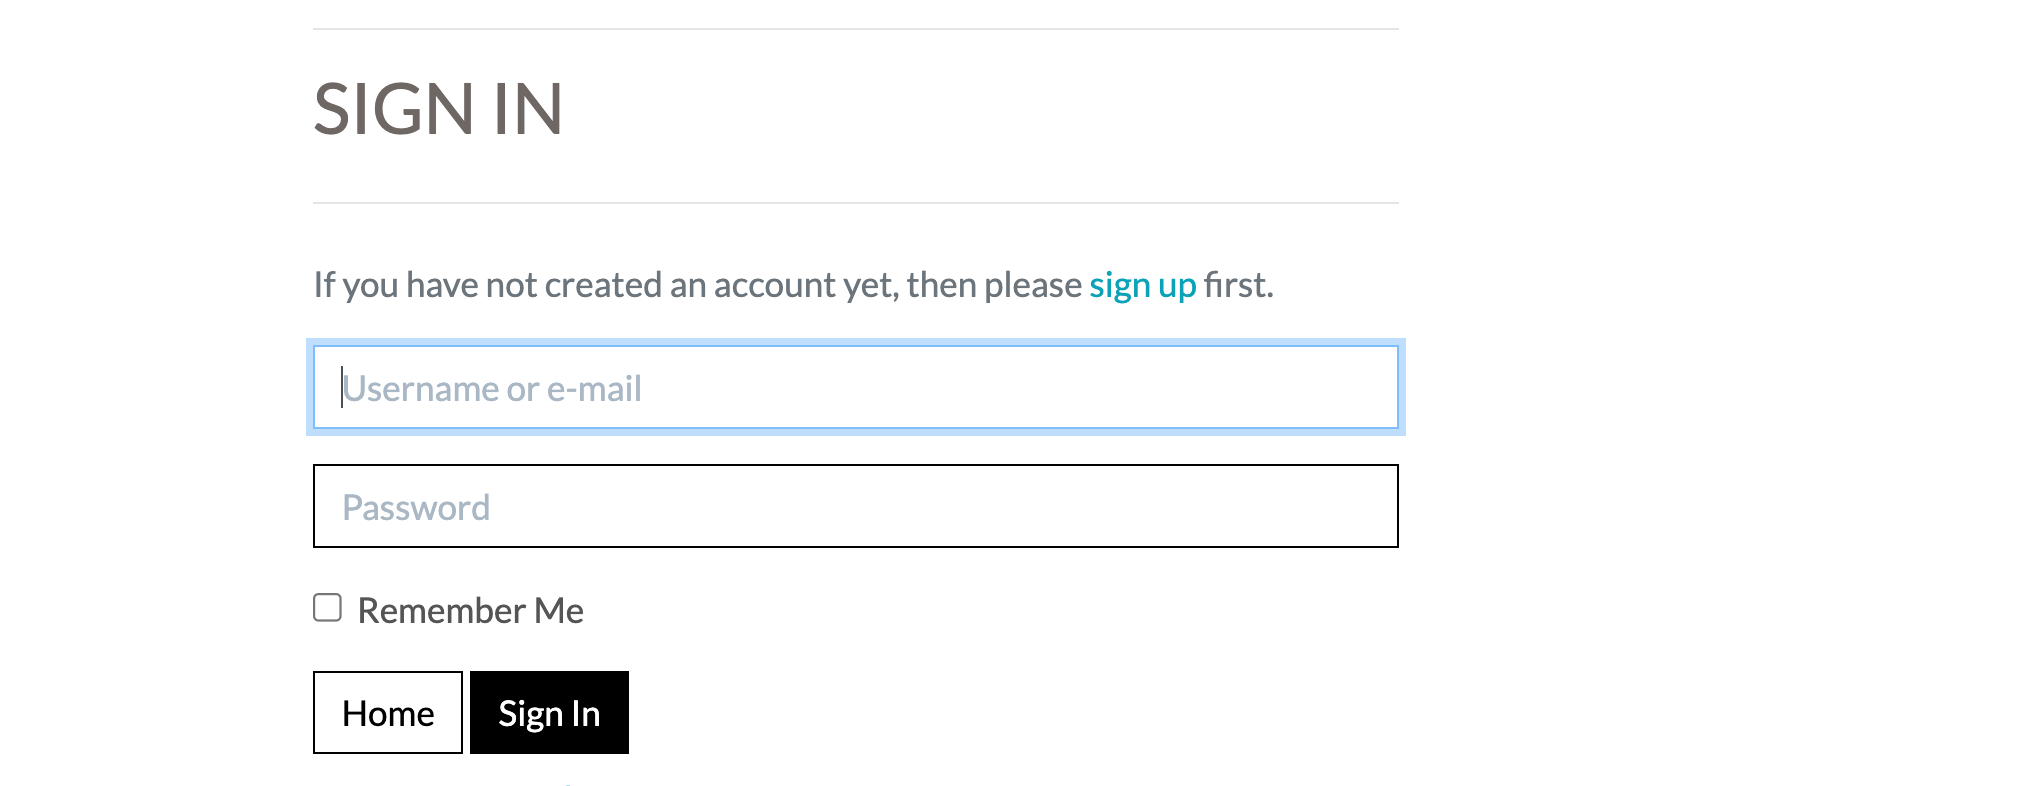 SIGN IN
If you have not created an account yet, then please sign up first.
Username or e-mail
Password
Remember Me
Home Sign In